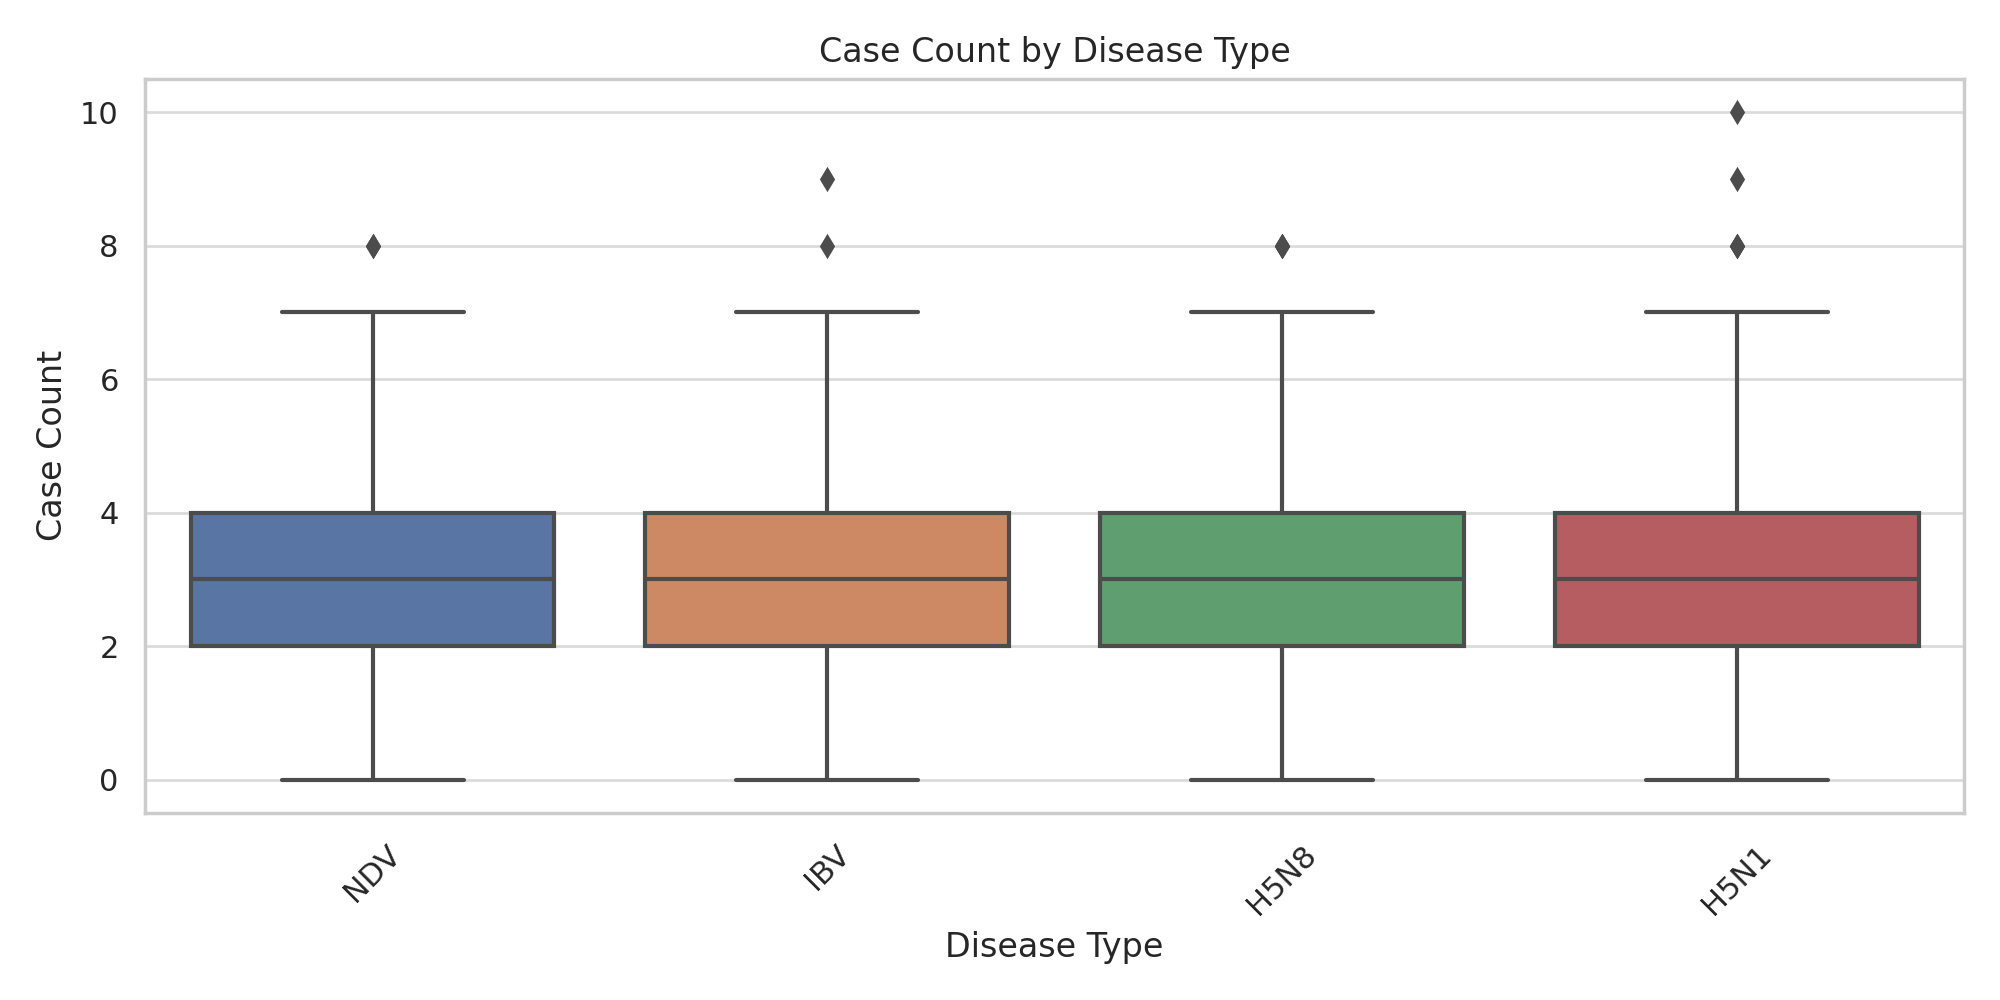 Case Count by Disease Type
Case Count
10
8
6
4
2
0
NDV
IBV
H5N8
H5N1
Disease Type